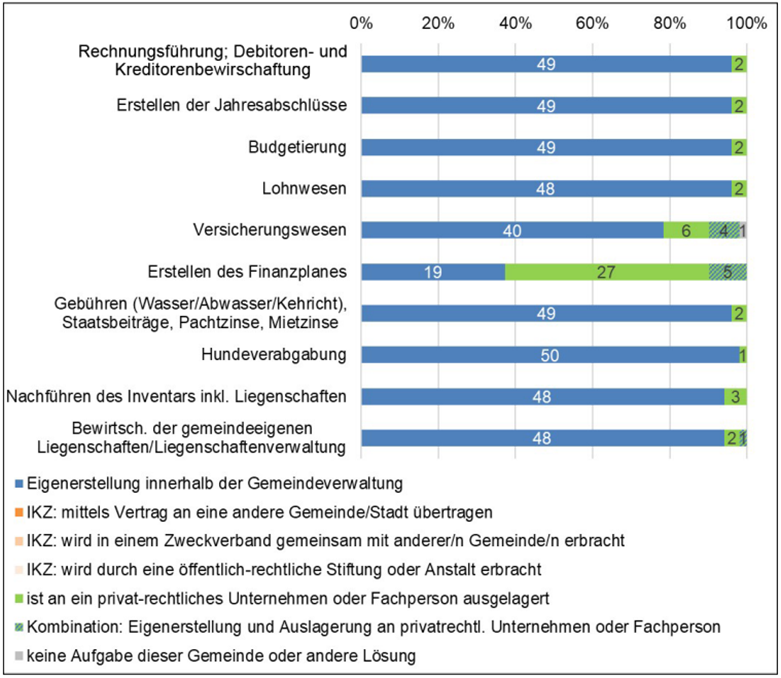 0% 20% 40% 60% 80% 100%
Rechnungsführung; Debitoren- und
Kreditorenbewirschaftung
49 2
Erstellen der Jahresabschlüsse
49 2
Budgetierung
49 2
Lohnwesen
48 2
Versicherungswesen
40 6 4 1
Erstellen des Finanzplanes
19 27 5
Gebühren (Wasser/Abwasser/Kehricht),
Staatsbeiträge, Pachtzinse, Mietzinse
49 2
Hundeverabgabung
50 1
Nachführen des Inventars inkl. Liegenschaften
48 3
Bewirtsch. der gemeindeeigenen
Liegenschaften/Liegenschaftenverwaltung
48 2 1
Eigenerstellung innerhalb der Gemeindeverwaltung
IKZ: mittels Vertrag an eine andere Gemeinde/Stadt übertragen
IKZ: wird in einem Zweckverband gemeinsam mit anderer/n Gemeinde/n erbracht
IKZ: wird durch eine öffentlich-rechtliche Stiftung oder Anstalt erbracht
ist an ein privat-rechtliches Unternehmen oder Fachperson ausgelagert
Kombination: Eigenerstellung und Auslagerung an privatrechtl. Unternehmen oder Fachperson
keine Aufgabe dieser Gemeinde oder andere Lösung